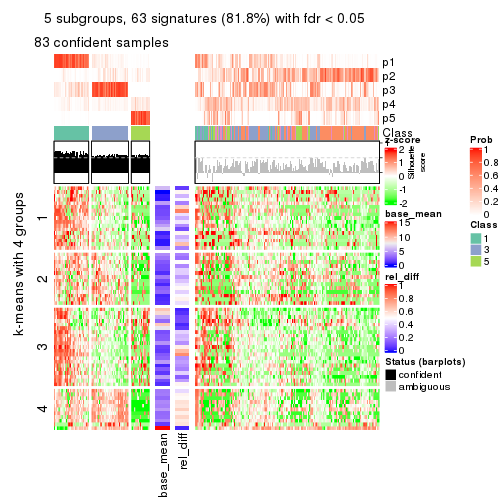 5 subgroups, 63 signatures (81.8%) with fdr < 0.05
83 confident samples
p1
p2
p3
p4
p5
Class
z-score
2
1
0
-1
-2
Silhouette
score
base_mean
15
10
5
0
rel_diff
1
0.8
0.6
0.4
0.2
0
Status (barplots)
confident
ambiguous
Prob
1
0.8
0.6
0.4
0.2
0
Class
1
3
5
k-means with 4 groups
1
2
3
4
base_mean
rel_diff